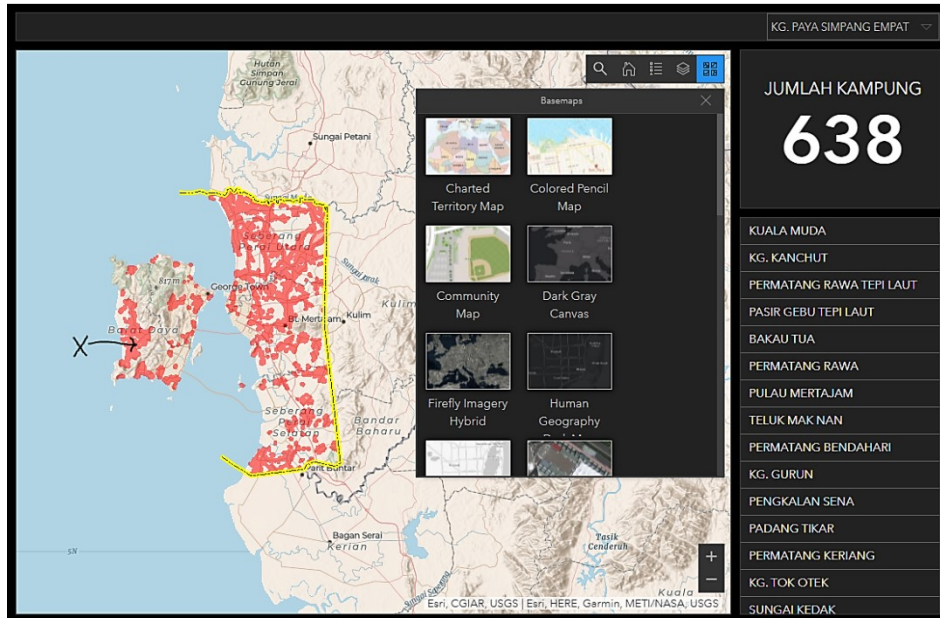 KG. PAYA SIMPANG EMPAT
JUMLAH KAMPUNG
638
KUALA MUDA
KG. KANCHUT
PERMATANG RAWA TEPI LAUT
PASIR GEBU TEPI LAUT
BAKAU TUA
PERMATANG RAWA
PULAU MERTAJAM
TELUK MAK NAN
PERMATANG BENDAHARI
KG. GURUN
PENGKALAN SENA
PADANG TIKAR
PERMATANG KERIANG
KG. TOK OTEK
SUNGAI KEDAK
Basemaps
Charted
Territory Map
Colored Pencil
Map
Community
Map
Dark Gray
Canvas
Firefly Imagery
Hybrid
Human
Geography
Hutan
Simpan
Gunung Jerai
Sungai Petani
Seberang
Perai Utara
817 m
George Town
Barat Daya
X
Kulim
Kulim
Seberang
Perai
Selatan
Bandar
Baharu
Parit Buntar
Bagan Serai
Kerian
5N
Tasik
Cenderuh
Kuala
Esri, CGIAR, USGS | Esri, HERE, Garmin, METI/NASA, USGS